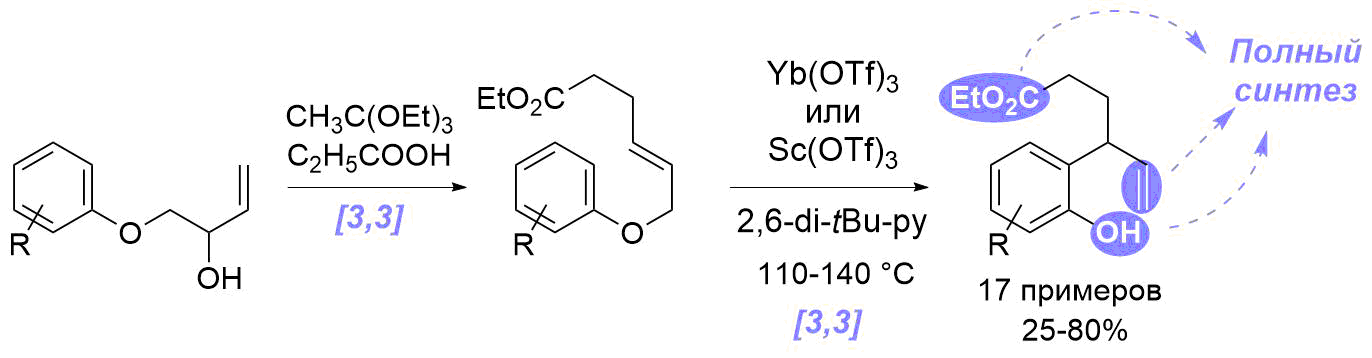 R
O
OH
CH3C(OEt)3
C2H5COOH
[3,3]
EtO2C
R
O
Yb(OTf)3
или
Sc(OTf)3
2,6-di-tBu-py
110-140 °C
[3,3]
EtO2C
OH
R
17 примеров
25-80%
Полный
синтез